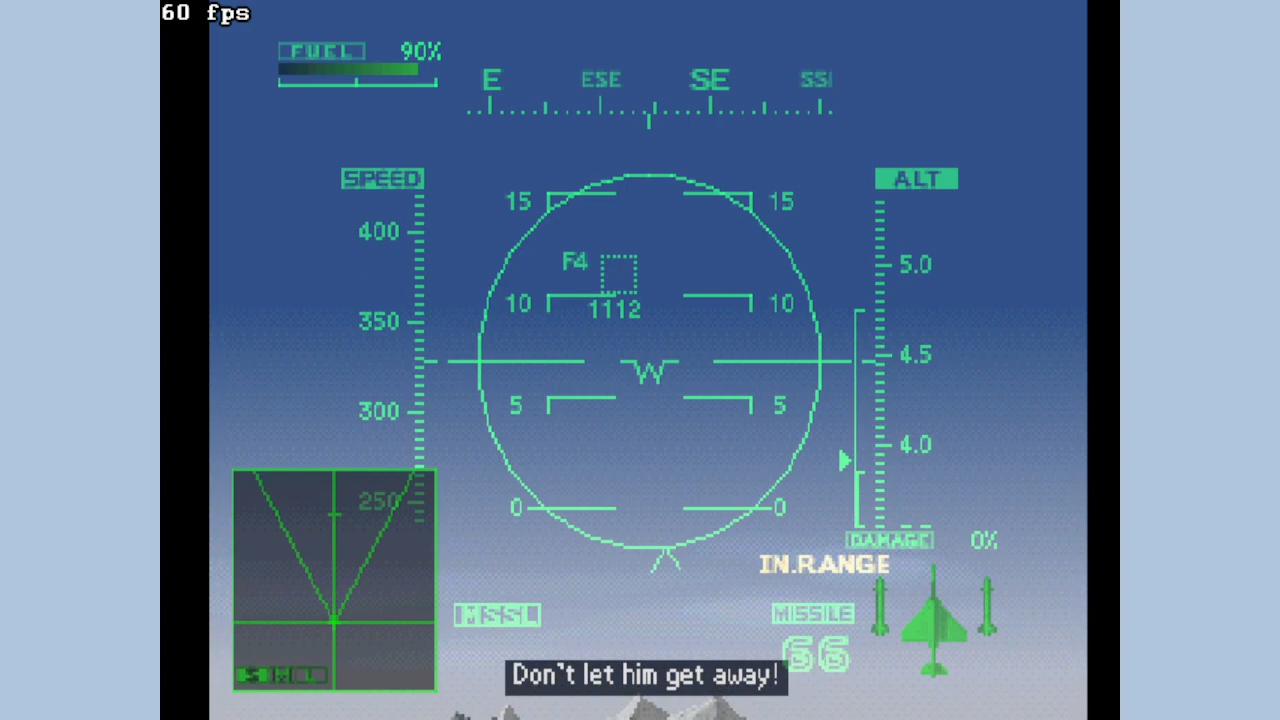 60 fps
FUEL 90%
E ESE SE SS
SPEED ALT
15 15
400
F4
5.0
10 10
1112
350
4.5
5 5
300
4.0
250
0 0
DAMAGE 0%
IN.RANGE
MSSL MISSILE
66
S M L
Don't let him get away!